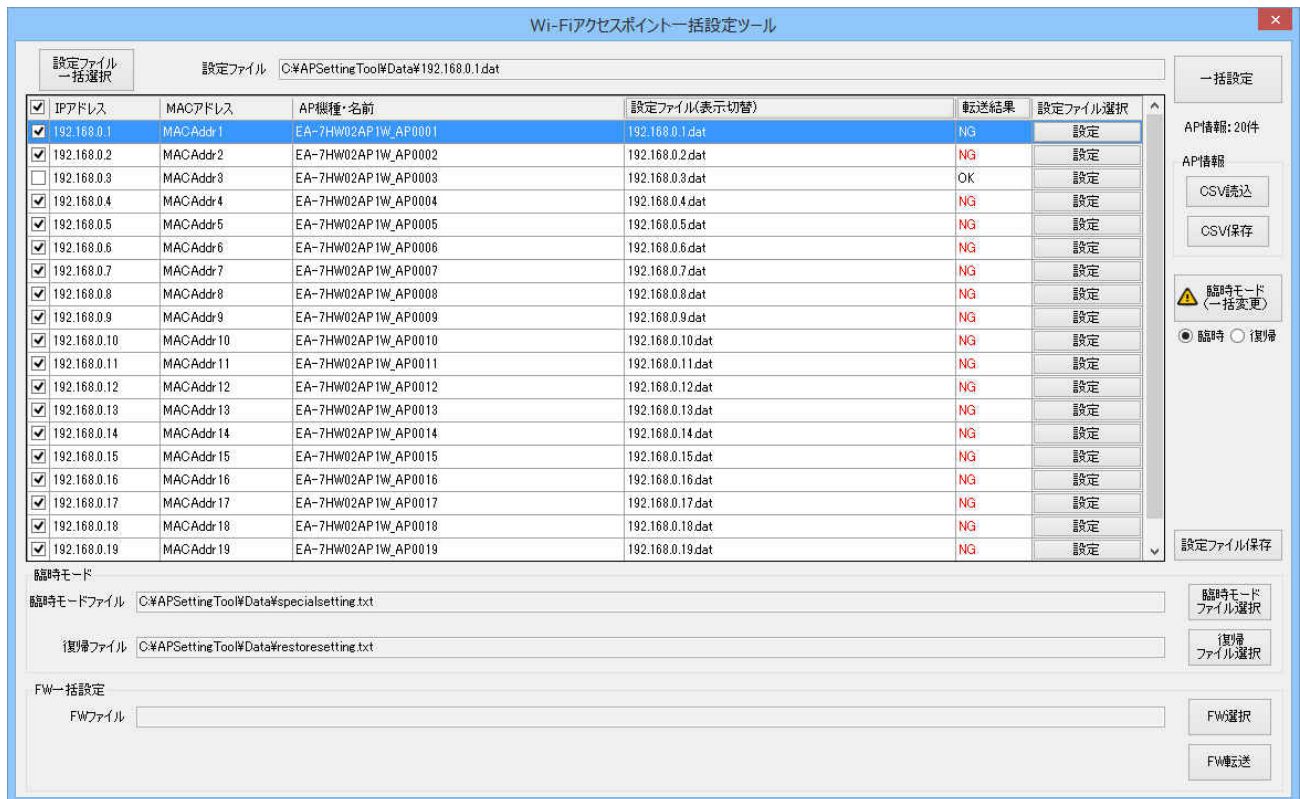 Wi-Fiアクセスポイント一括設定ツール
設定ファイル
一括選択
設定ファイル C:¥APSettingTool¥Data¥192.168.0.1.dat
一括設定
IPアドレス MACアドレス AP機種・名前 設定ファイル(表示切替) 転送結果 設定ファイル選択
192.168.0.1 MACAddr1 EA-7HW02AP1W_AP0001 192.168.0.1.dat NG 設定
192.168.0.2 MACAddr2 EA-7HW02AP1W_AP0002 192.168.0.2.dat NG 設定
192.168.0.3 MACAddr3 EA-7HW02AP1W_AP0003 192.168.0.3.dat OK 設定
192.168.0.4 MACAddr4 EA-7HW02AP1W_AP0004 192.168.0.4.dat NG 設定
192.168.0.5 MACAddr5 EA-7HW02AP1W_AP0005 192.168.0.5.dat NG 設定
192.168.0.6 MACAddr6 EA-7HW02AP1W_AP0006 192.168.0.6.dat NG 設定
192.168.0.7 MACAddr7 EA-7HW02AP1W_AP0007 192.168.0.7.dat NG 設定
192.168.0.8 MACAddr8 EA-7HW02AP1W_AP0008 192.168.0.8.dat NG 設定
192.168.0.9 MACAddr9 EA-7HW02AP1W_AP0009 192.168.0.9.dat NG 設定
192.168.0.10 MACAddr10 EA-7HW02AP1W_AP0010 192.168.0.10.dat NG 設定
192.168.0.11 MACAddr11 EA-7HW02AP1W_AP0011 192.168.0.11.dat NG 設定
192.168.0.12 MACAddr12 EA-7HW02AP1W_AP0012 192.168.0.12.dat NG 設定
192.168.0.13 MACAddr13 EA-7HW02AP1W_AP0013 192.168.0.13.dat NG 設定
192.168.0.14 MACAddr14 EA-7HW02AP1W_AP0014 192.168.0.14.dat NG 設定
192.168.0.15 MACAddr15 EA-7HW02AP1W_AP0015 192.168.0.15.dat NG 設定
192.168.0.16 MACAddr16 EA-7HW02AP1W_AP0016 192.168.0.16.dat NG 設定
192.168.0.17 MACAddr17 EA-7HW02AP1W_AP0017 192.168.0.17.dat NG 設定
192.168.0.18 MACAddr18 EA-7HW02AP1W_AP0018 192.168.0.18.dat NG 設定
192.168.0.19 MACAddr19 EA-7HW02AP1W_AP0019 192.168.0.19.dat NG 設定
AP情報:20件
AP情報
CSV読込
CSV保存
臨時モード
(一括変更)
臨時 復帰
設定ファイル保存
臨時モード
臨時モードファイル C:¥APSettingTool¥Data¥specialsetting.txt
臨時モード
ファイル選択
復帰ファイル C:¥APSettingTool¥Data¥restoresetting.txt
復帰
ファイル選択
FW一括設定
FWファイル
FW選択
FW転送